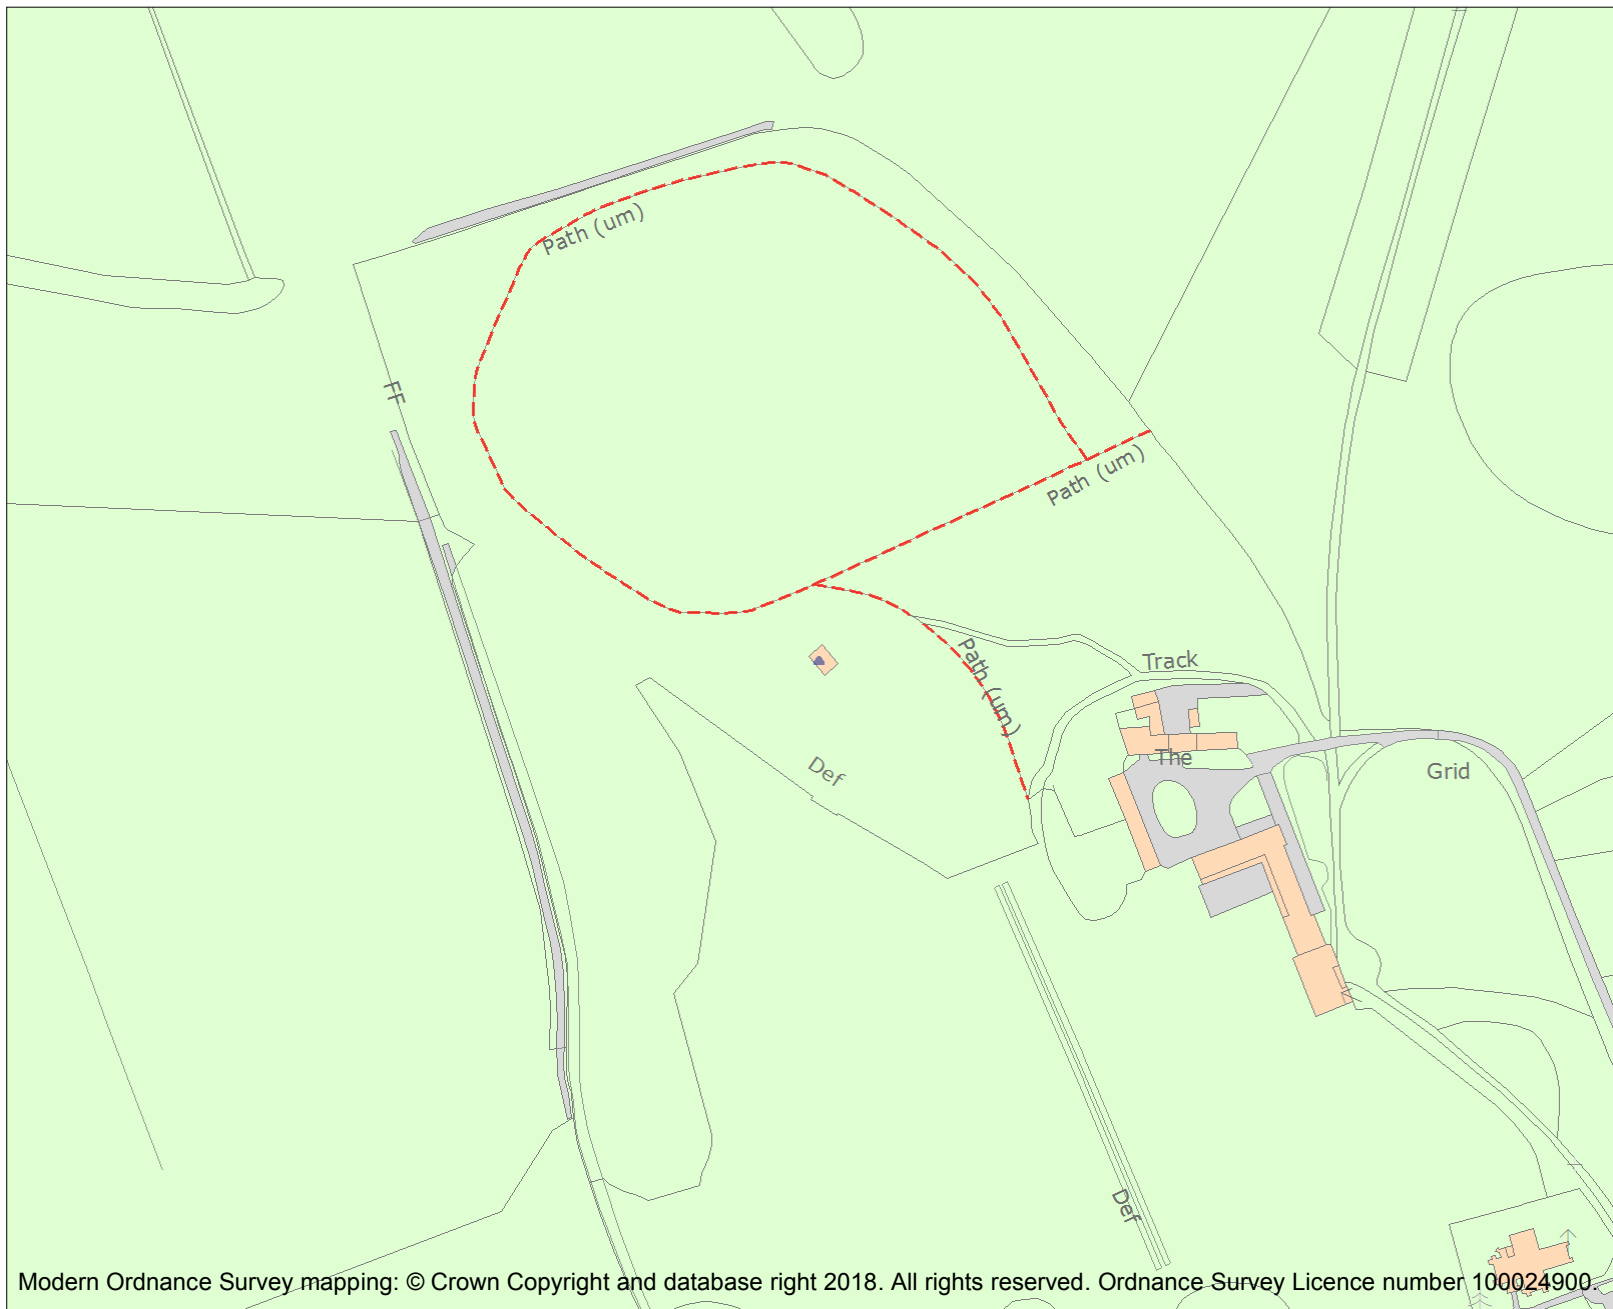 Path (um)
FF
Path (um)
Path (um)
Track
The
Def
Grid
Def
Modern Ordnance Survey mapping: © Crown Copyright and database right 2018. All rights reserved. Ordnance Survey Licence number 100024900.